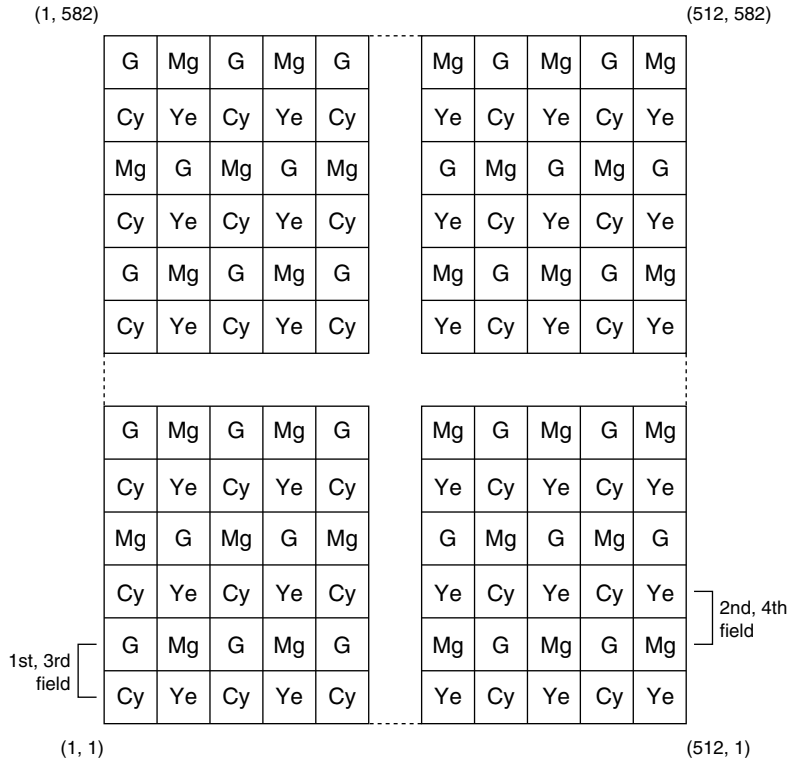 (1, 582) (512, 582)
G Mg G Mg G Mg G Mg G Mg
Cy Ye Cy Ye Cy Ye Cy Ye Cy Ye
Mg G Mg G Mg G Mg G Mg G
Cy Ye Cy Ye Cy Ye Cy Ye Cy Ye
G Mg G Mg G Mg G Mg G Mg
Cy Ye Cy Ye Cy Ye Cy Ye Cy Ye
G Mg G Mg G Mg G Mg G Mg
Cy Ye Cy Ye Cy Ye Cy Ye Cy Ye
Mg G Mg G Mg G Mg G Mg G
Cy Ye Cy Ye Cy Ye Cy Ye Cy Ye
2nd, 4th
field
G Mg G Mg G Mg G Mg G Mg
1st, 3rd
field
Cy Ye Cy Ye Cy Ye Cy Ye Cy Ye
(1, 1) (512, 1)